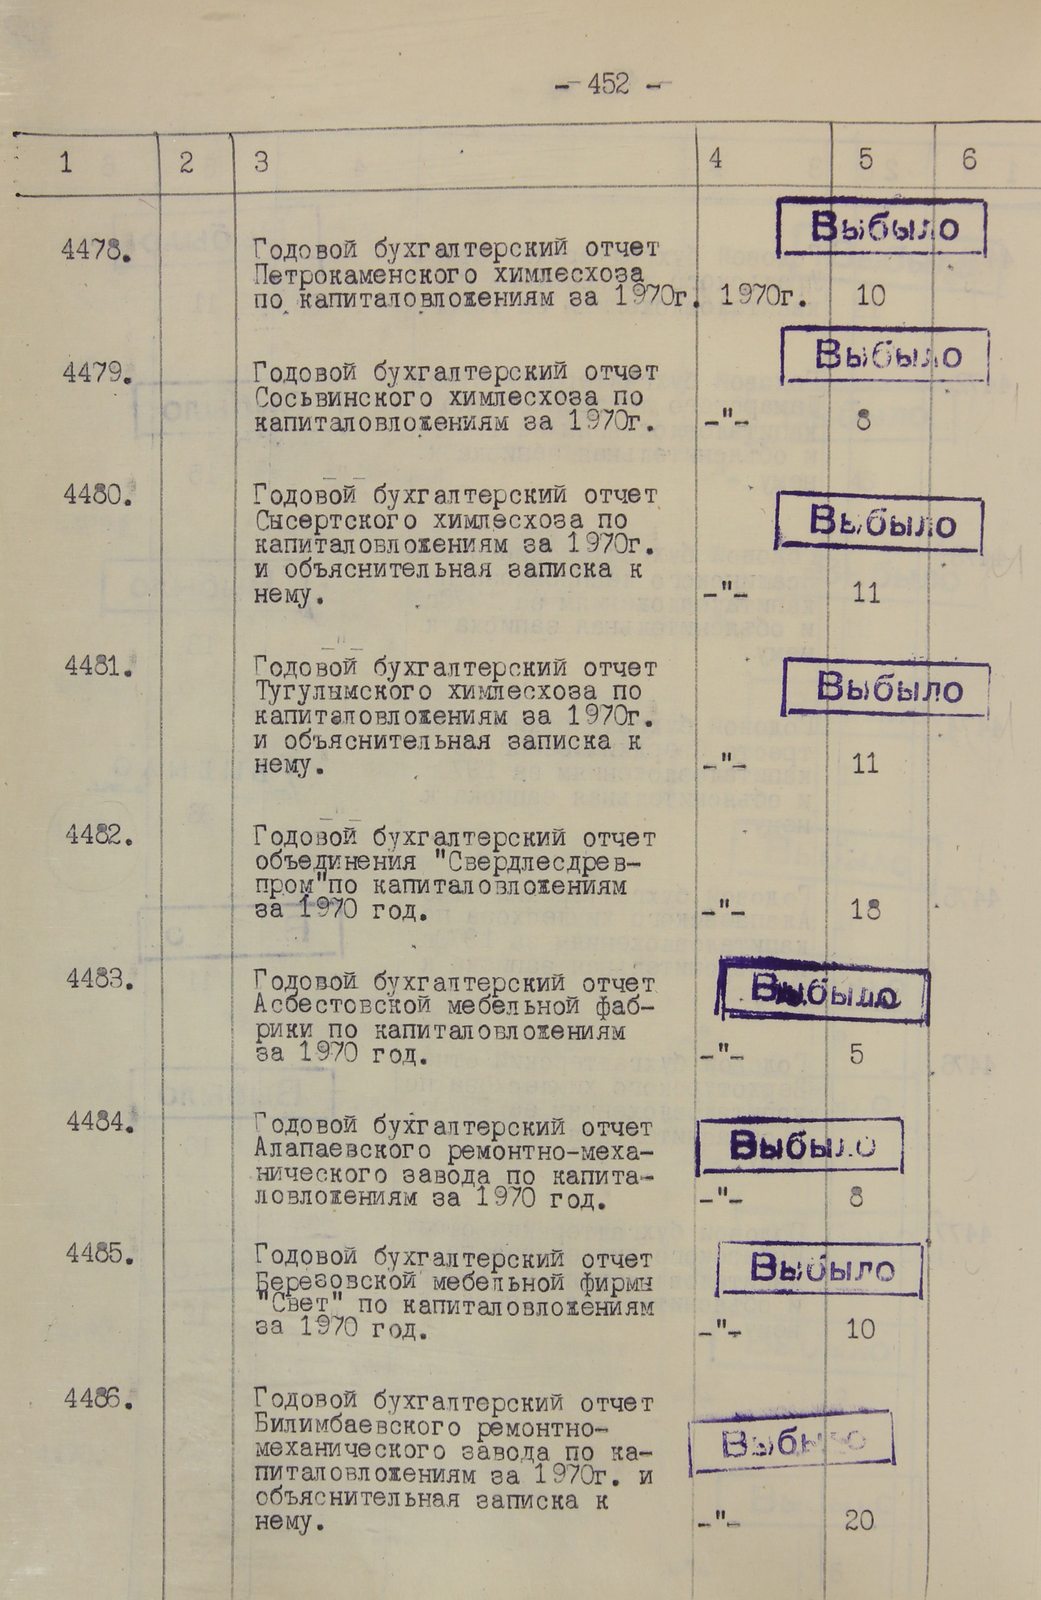 - 452 -
1 2 3 4 5 6
Выбыло
4478. Годовой бухгалтерский отчет
Петрокаменского химлесхоза
по капиталовложениям за 1970г. 1970г. 10
Выбыло
4479. Годовой бухгалтерский отчет
Сосьвинского химлесхоза по
капиталовложениям за 1970г. -"- 8
4480. Годовой бухгалтерский отчет
Выбыло
Сысертского химлесхоза по
капиталовложениям за 1970г.
и объяснительная записка к
нему. -"- 11
4481. Годовой бухгалтерский отчет
Выбыло
Тугулымского химлесхоза по
капиталовложениям за 1970г.
и объяснительная записка к
нему. -"- 11
4482. Годовой бухгалтерский отчет
объединения "Свердлесдрев-
пром"по капиталовложениям
за 1970 год. -"- 18
4483. Годовой бухгалтерский отчет
Выбыло
Асбестовской мебельной фаб-
рики по капиталовложениям
за 1970 год. -"- 5
4484. Годовой бухгалтерский отчет
Выбыло
Алапаевского ремонтно-меха-
нического завода по капита-
ловложениям за 1970 год. -"- 8
4485. Годовой бухгалтерский отчет
Выбыло
Березовской мебельной фирмы
"Свет" по капиталовложениям
за 1970 год. -"- 10
4486. Годовой бухгалтерский отчет
Билимбаевского ремонтно-
Выбыло
механического завода по ка-
питаловложениям за 1970г. и
объяснительная записка к
нему. -"- 20